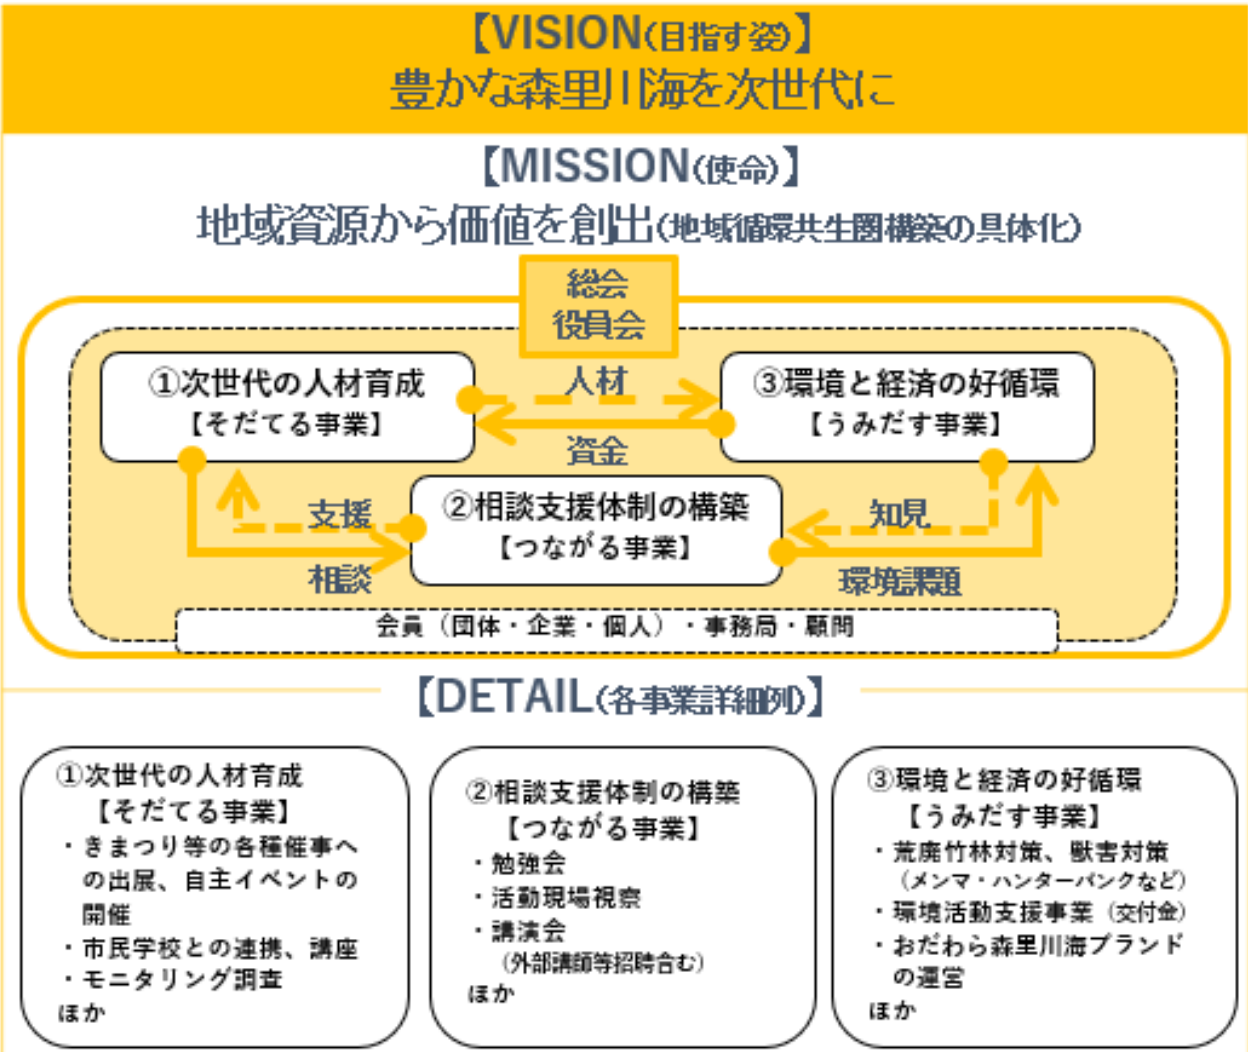 【VISION(目指す姿)】
豊かな森里川海を次世代に
【MISSION(使命)】
地域資源から価値を創出(地域循環共生圏構築の具体化)
総会
役員会
①次世代の人材育成
【そだてる事業】
人材
資金
③環境と経済の好循環
【うみだす事業】
支援
相談
②相談支援体制の構築
【つながる事業】
知見
環境課題
会員（団体・企業・個人）・事務局・顧問
【DETAIL(各事業詳細例)】
①次世代の人材育成
【そだてる事業】
・きまつり等の各種催事へ
の出展、自主イベントの
開催
・市民学校との連携、講座
・モニタリング調査
ほか
②相談支援体制の構築
【つながる事業】
・勉強会
・活動現場視察
・講演会
（外部講師等招聘含む）
ほか
③環境と経済の好循環
【うみだす事業】
・荒廃竹林対策、獣害対策
（メンマ・ハンターバンクなど）
・環境活動支援事業（交付金）
・おだわら森里川海ブランド
の運営
ほか